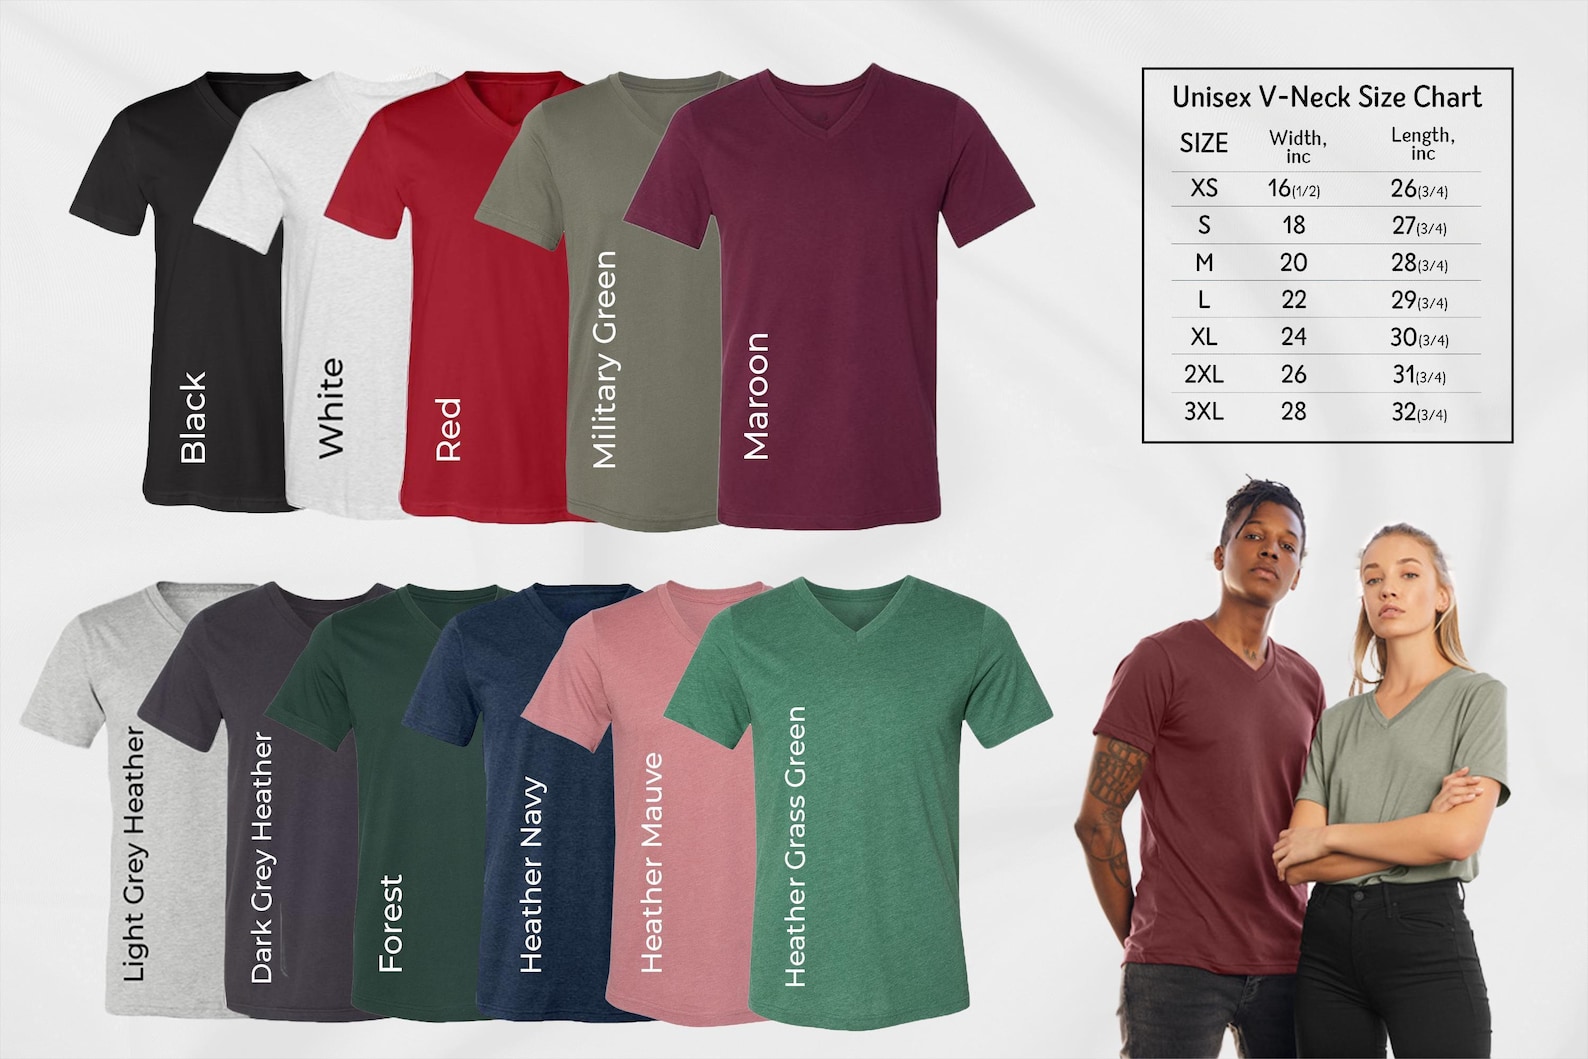 Black
White
Red
Military Green
Maroon
Unisex V-Neck Size Chart
SIZE Width, inc Length, inc
XS 16(1/2) 26(3/4)
S 18 27(3/4)
M 20 28(3/4)
L 22 29(3/4)
XL 24 30(3/4)
2XL 26 31(3/4)
3XL 28 32(3/4)
Light Grey Heather
Dark Grey Heather
Forest
Heather Navy
Heather Mauve
Heather Grass Green